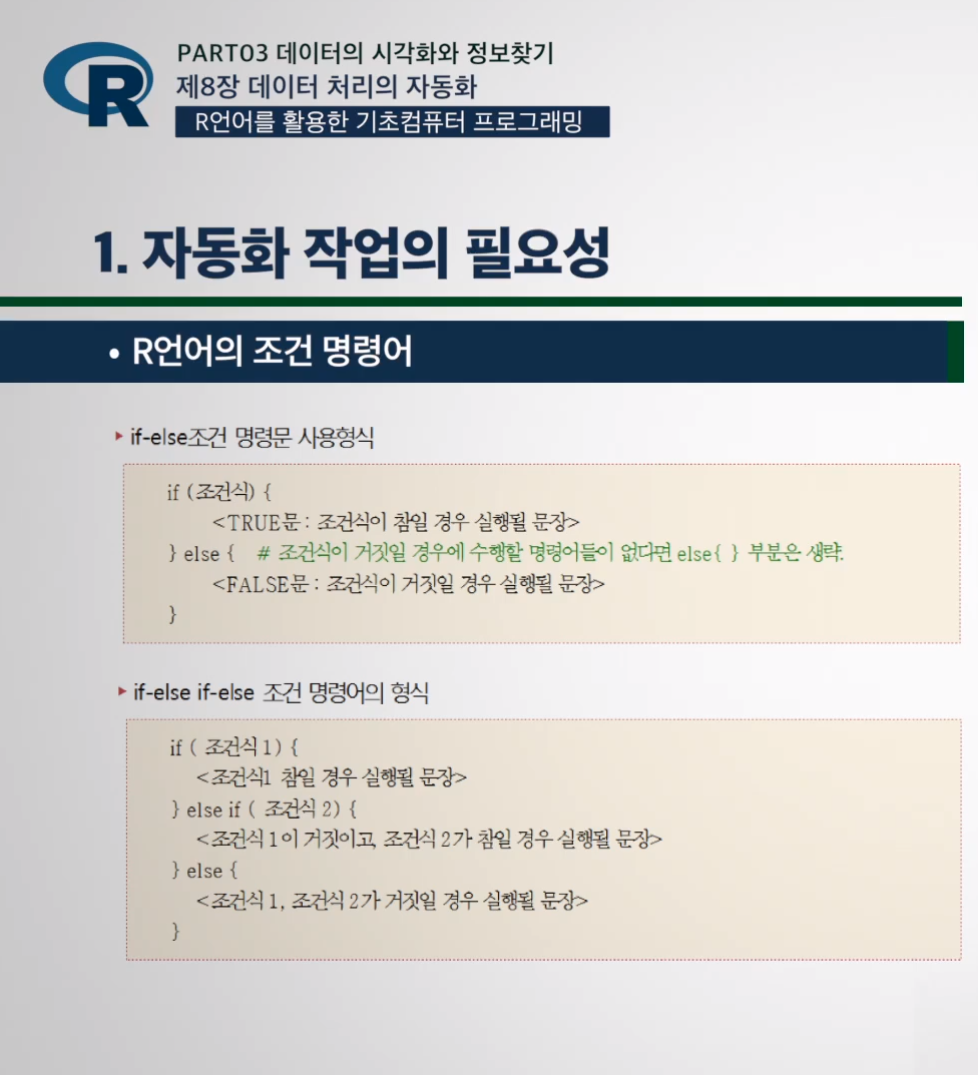 R
PART03 데이터의 시각화와 정보찾기
제8장 데이터 처리의 자동화
R언어를 활용한 기초컴퓨터 프로그래밍
1. 자동화 작업의 필요성
• R언어의 조건 명령어
▸ if-else조건 명령문 사용형식
if (조건식) {
<TRUE문 : 조건식이 참일 경우 실행될 문장>
} else { # 조건식이 거짓일 경우에 수행할 명령어들이 없다면 else{ } 부분은 생략.
<FALSE문 : 조건식이 거짓일 경우 실행될 문장>
}
▸ if-else if-else 조건 명령어의 형식
if ( 조건식 1) {
<조건식1 참일 경우 실행될 문장>
} else if ( 조건식 2) {
<조건식 1이 거짓이고, 조건식 2가 참일 경우 실행될 문장>
} else {
<조건식 1, 조건식 2가 거짓일 경우 실행될 문장>
}